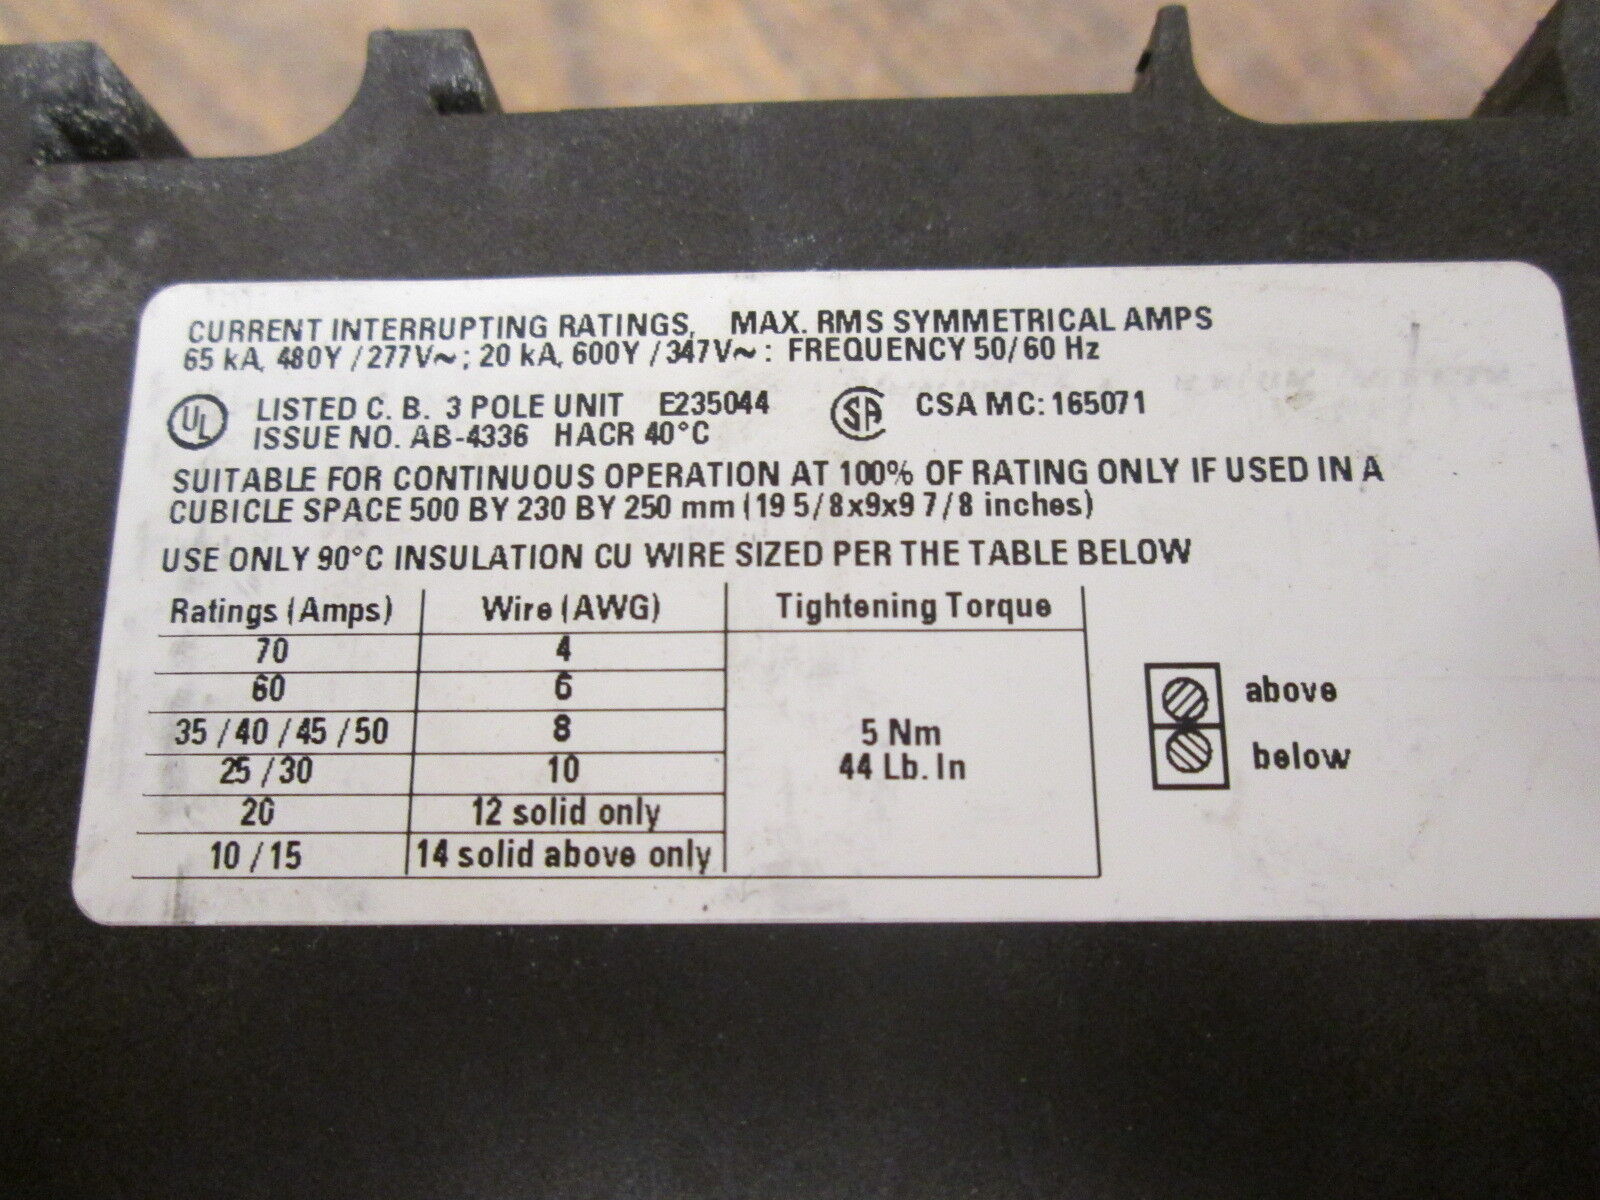 CURRENT INTERRUPTING RATINGS, MAX. RMS SYMMETRICAL AMPS
65 kA, 480Y/277V~; 20 kA, 600Y/347V~: FREQUENCY 50/60 Hz
UL LISTED C. B. 3 POLE UNIT E235044 SA CSA MC: 165071
ISSUE NO. AB-4336 HACR 40°C
SUITABLE FOR CONTINUOUS OPERATION AT 100% OF RATING ONLY IF USED IN A
CUBICLE SPACE 500 BY 230 BY 250 mm (19 5/8x9x9 7/8 inches)
USE ONLY 90°C INSULATION CU WIRE SIZED PER THE TABLE BELOW
Ratings (Amps) Wire (AWG) Tightening Torque
70 4
60 6
35 / 40 / 45 / 50 8
25 / 30 10
20 12 solid only
10 / 15 14 solid above only
5 Nm
44 Lb. In
above
below